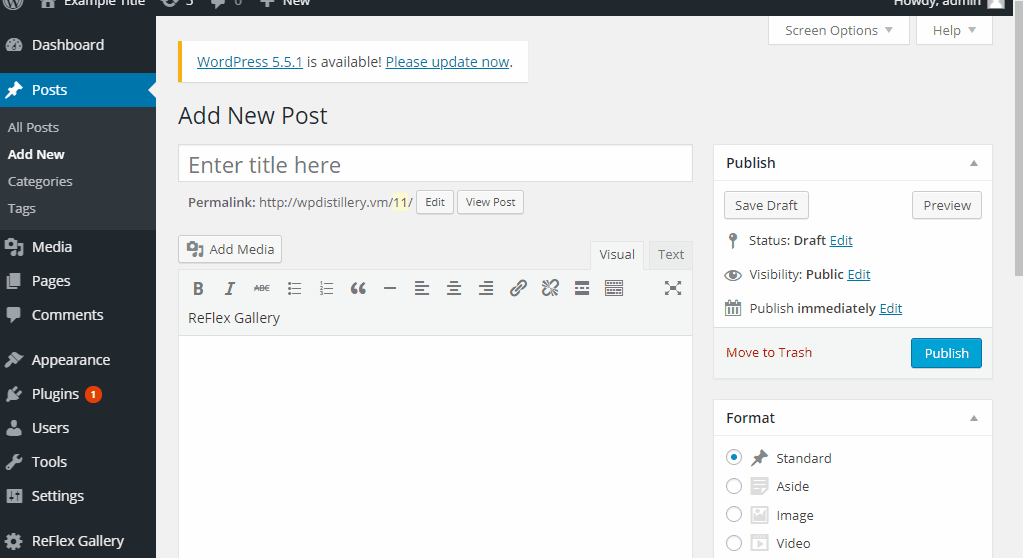 Example Title 5 0 New Howdy, admin
Dashboard
Posts
All Posts
Add New
Categories
Tags
Media
Pages
Comments
Appearance
Plugins 1
Users
Tools
Settings
ReFlex Gallery
Screen Options
Help
WordPress 5.5.1 is available! Please update now.
Add New Post
Enter title here
Permalink: http://wpdistillery.vm/11/ Edit View Post
Add Media
Visual Text
B I ABC
ReFlex Gallery
Publish
Save Draft Preview
Status: Draft Edit
Visibility: Public Edit
Publish immediately Edit
Move to Trash Publish
Format
Standard
Aside
Image
Video